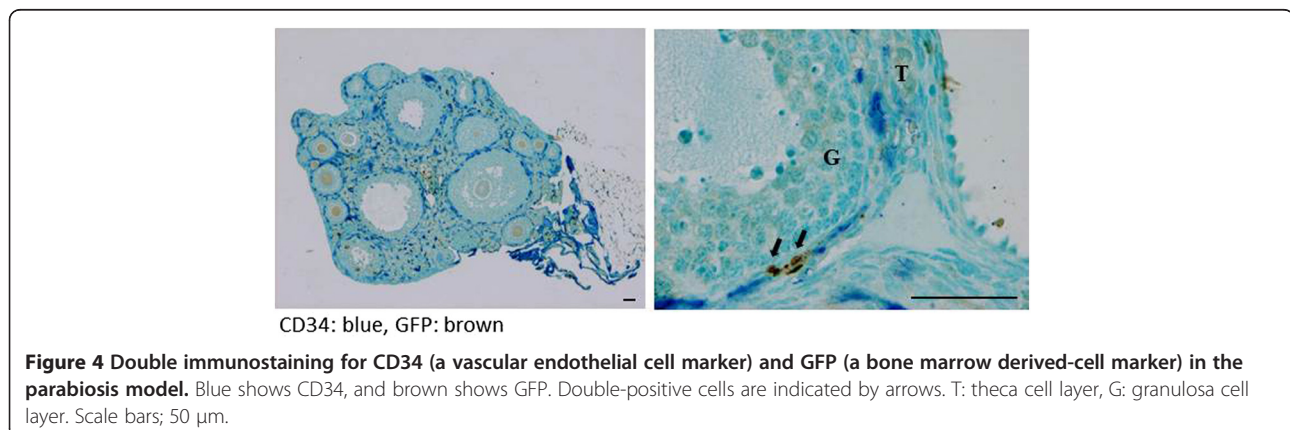 T
G
CD34: blue, GFP: brown
Figure 4 Double immunostaining for CD34 (a vascular endothelial cell marker) and GFP (a bone marrow derived-cell marker) in the
parabiosis model. Blue shows CD34, and brown shows GFP. Double-positive cells are indicated by arrows. T: theca cell layer, G: granulosa cell
layer. Scale bars; 50 μm.